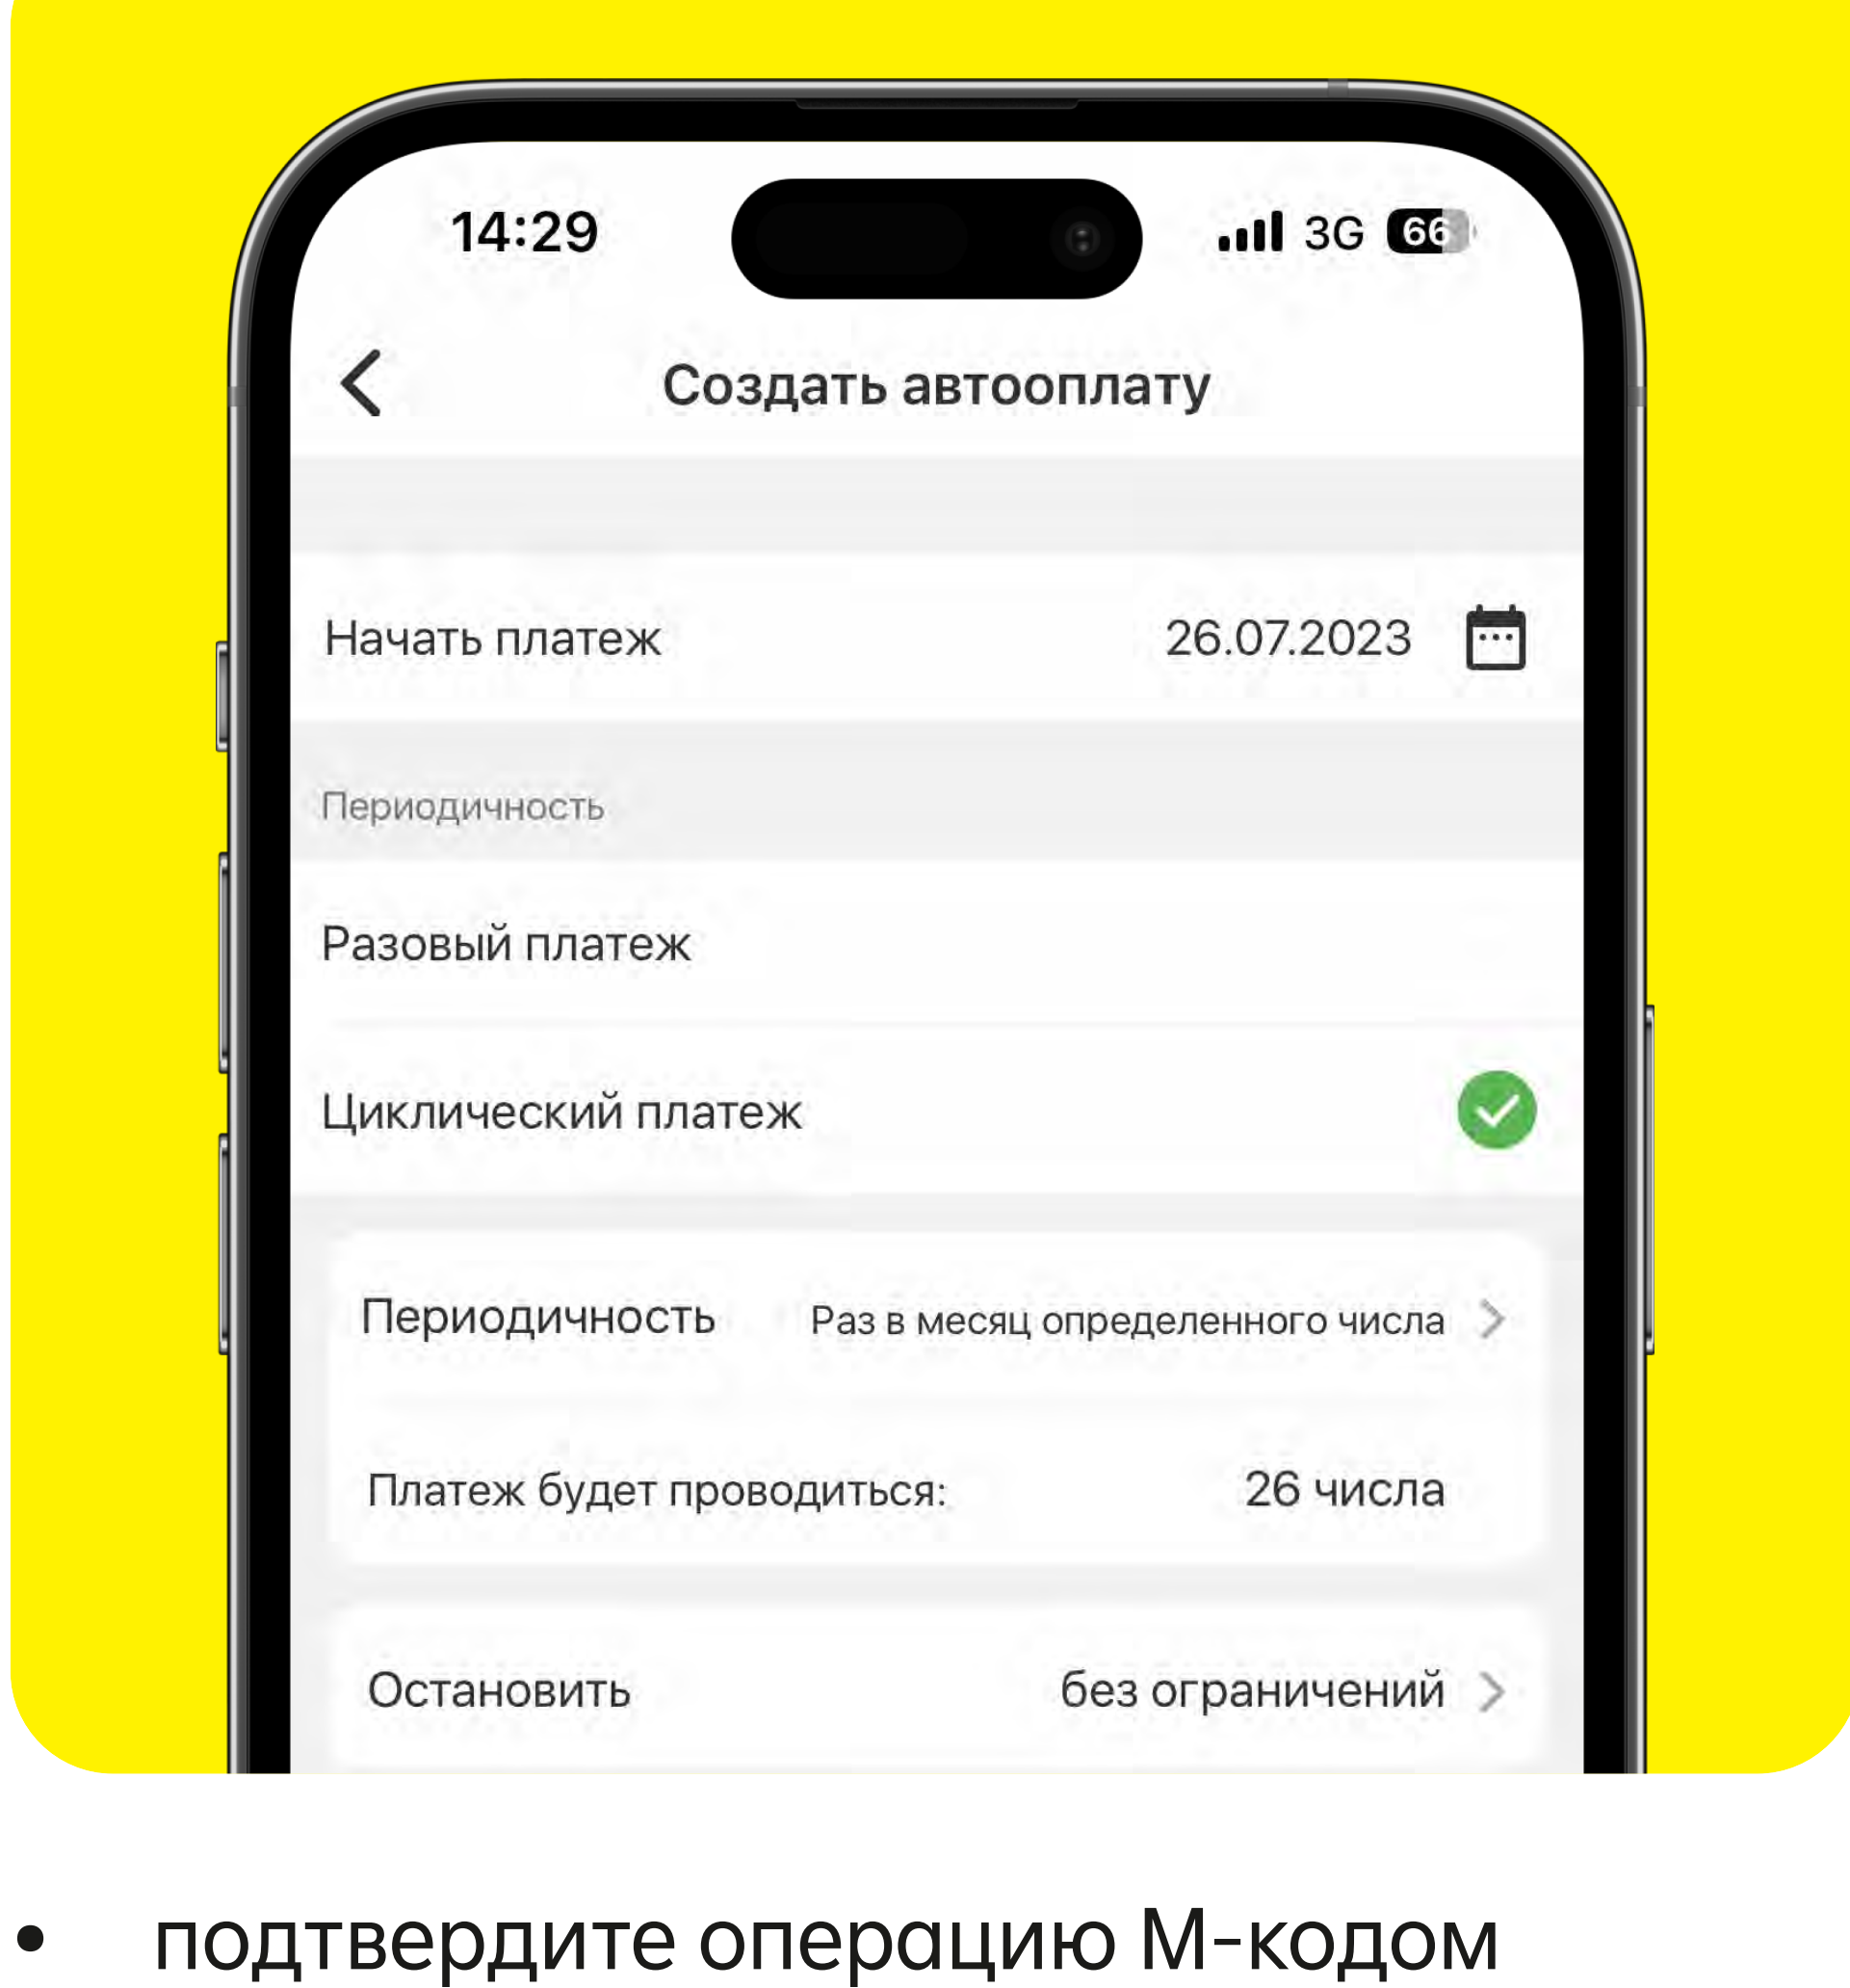 14:29 3G 66
Создать автооплату
Начать платеж 26.07.2023
Периодичность
Разовый платеж
Циклический платеж
Периодичность Раз в месяц определенного числа
Платеж будет проводиться: 26 числа
Остановить без ограничений
• подтвердите операцию М-кодом